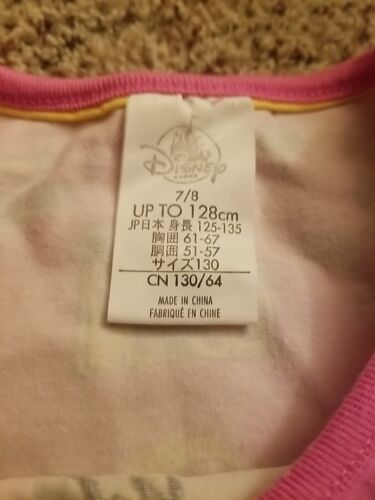 Disney
STORE
7/8
UP TO 128cm
JP日本 身長 125-135
胸囲 61-67
胴囲 51-57
サイズ130
CN 130/64
MADE IN CHINA
FABRIQUÉ EN CHINE